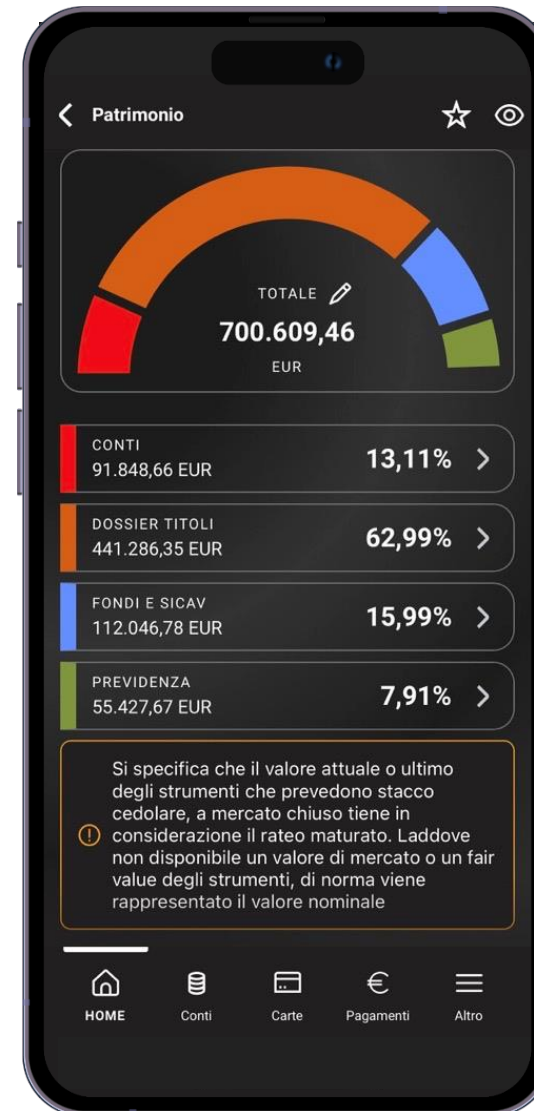 Patrimonio
TOTALE
700.609,46
EUR
CONTI
91.848,66 EUR
13,11%
DOSSIER TITOLI
441.286,35 EUR
62,99%
FONDI E SICAV
112.046,78 EUR
15,99%
PREVIDENZA
55.427,67 EUR
7,91%
Si specifica che il valore attuale o ultimo
degli strumenti che prevedono stacco
cedolare, a mercato chiuso tiene in
considerazione il rateo maturato. Laddove
non disponibile un valore di mercato o un fair
value degli strumenti, di norma viene
rappresentato il valore nominale
HOME
Conti
Carte
Pagamenti
Altro